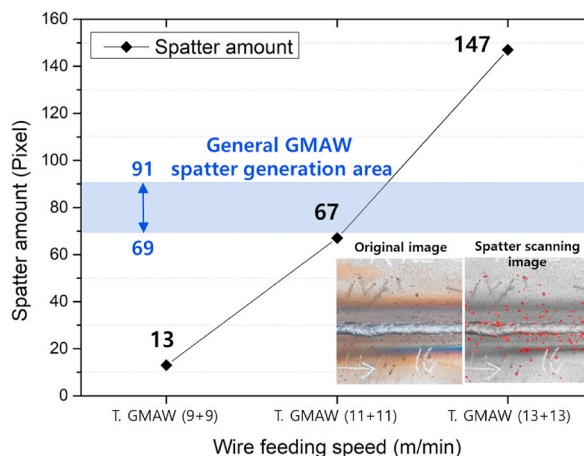 160
140
120
100
80
60
40
20
0
Spatter amount (Pixel)
Spatter amount
147
General GMAW
spatter generation area
91
69
67
13
Original image
Spatter scanning
image
T. GMAW (9+9)
T. GMAW (11+11)
T. GMAW (13+13)
Wire feeding speed (m/min)